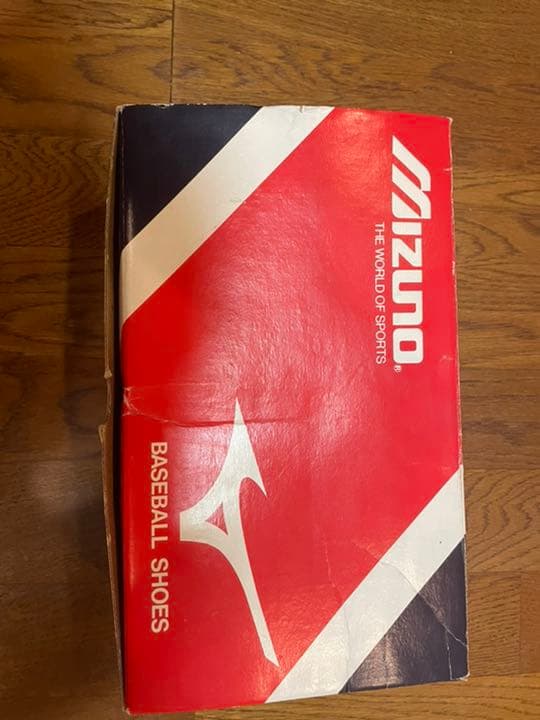 MIZUNO®
THE WORLD OF SPORTS
BASEBALL SHOES